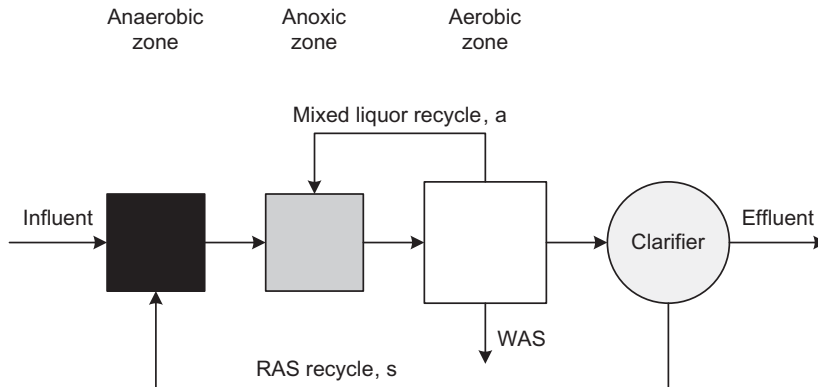 Anaerobic
zone
Anoxic
zone
Aerobic
zone
Mixed liquor recycle, a
Influent
Clarifier
Effluent
WAS
RAS recycle, s